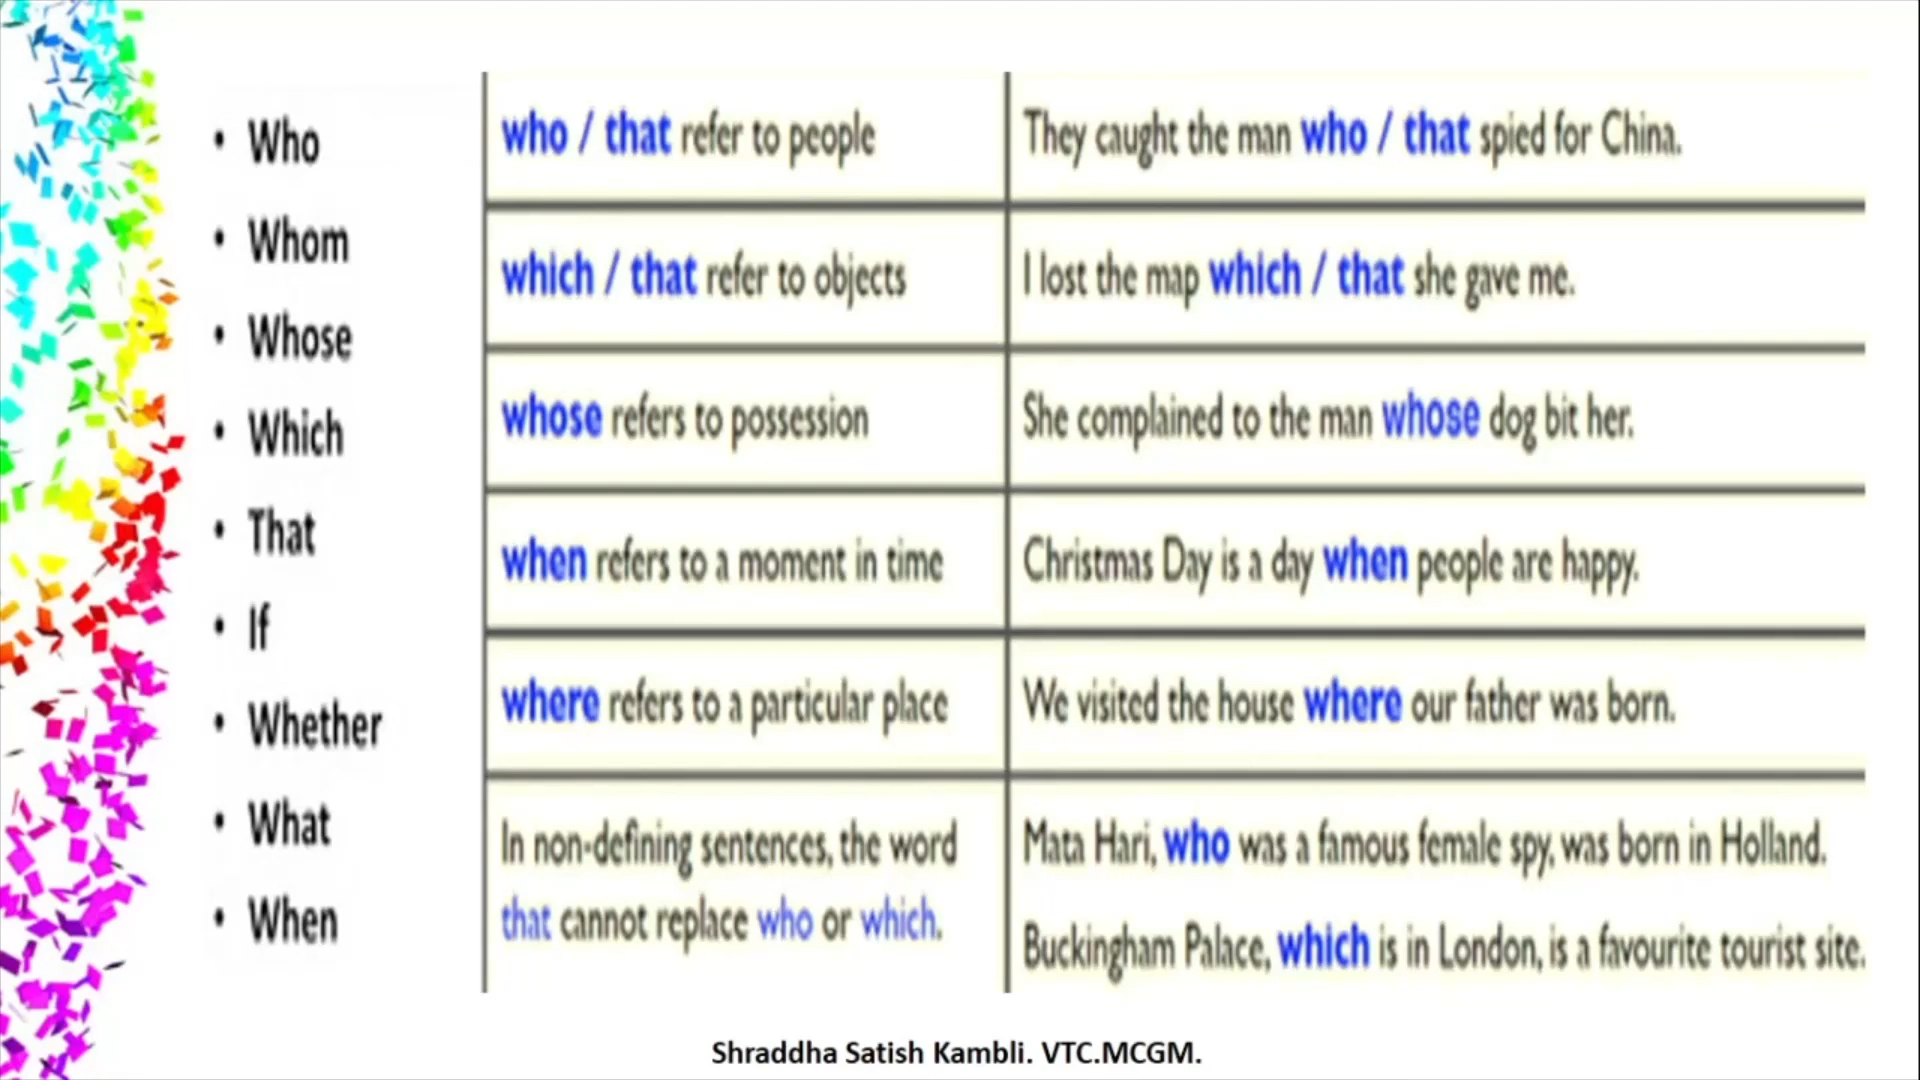 • Who
• Whom
• Whose
• Which
• That
• If
• Whether
• What
• When
who / that refer to people
They caught the man who / that spied for China.
which / that refer to objects
I lost the map which / that she gave me.
whose refers to possession
She complained to the man whose dog bit her.
when refers to a moment in time
Christmas Day is a day when people are happy.
where refers to a particular place
We visited the house where our father was born.
In non-defining sentences, the word
that cannot replace who or which.
Mata Hari, who was a famous female spy, was born in Holland.
Buckingham Palace, which is in London, is a favourite tourist site.
Shraddha Satish Kambli. VTC.MCGM.